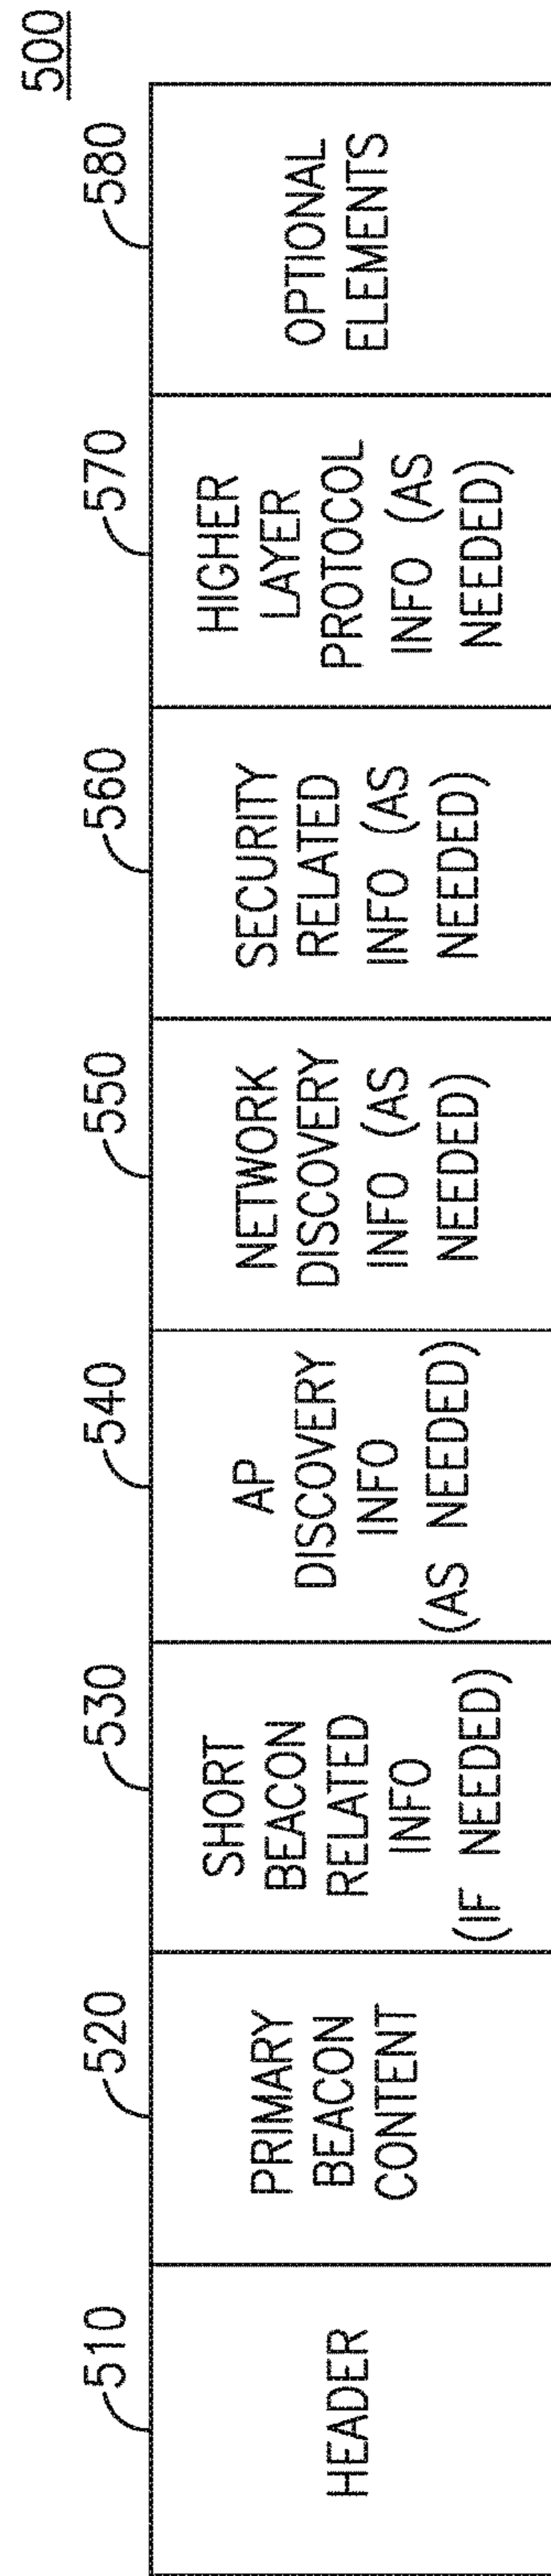 500
510
520
530
540
550
560
570
580
HEADER
PRIMARY
BEACON
CONTENT
SHORT
BEACON
RELATED
INFO
(IF NEEDED)
AP
DISCOVERY
INFO
(AS NEEDED)
NETWORK
DISCOVERY
INFO (AS
NEEDED)
SECURITY
RELATED
INFO (AS
NEEDED)
HIGHER
LAYER
PROTOCOL
INFO (AS
NEEDED)
OPTIONAL
ELEMENTS